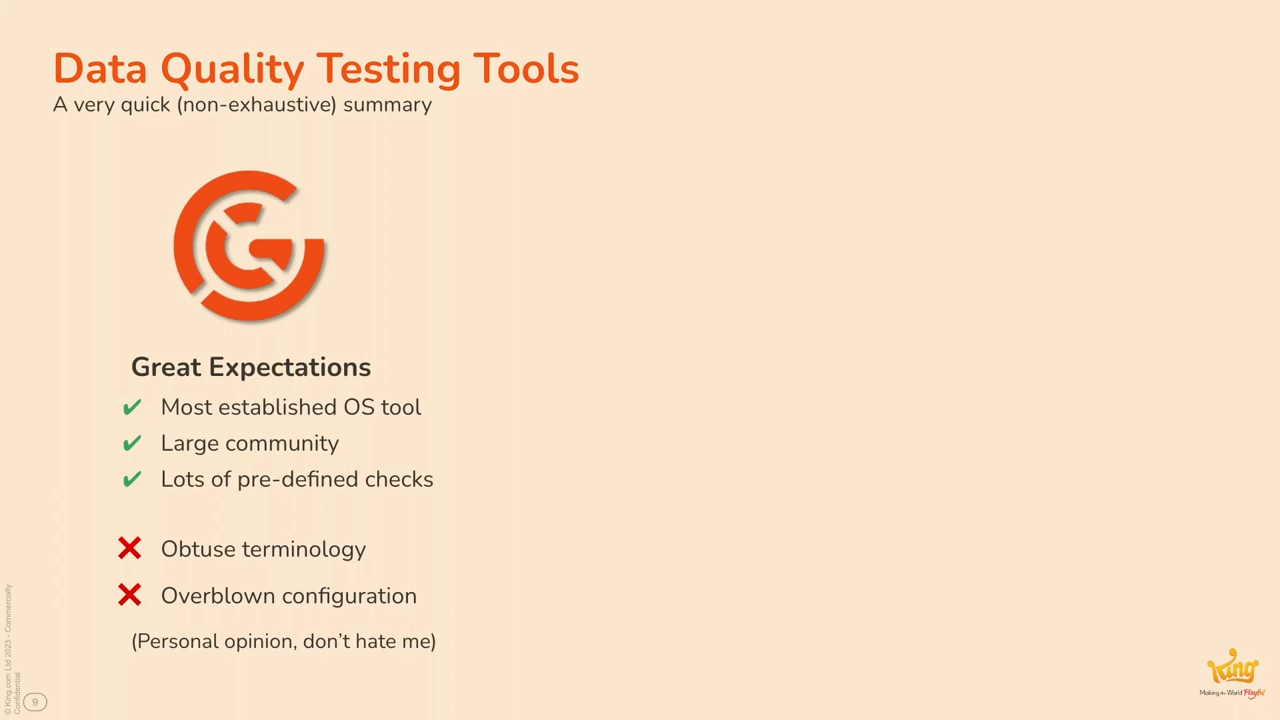 Data Quality Testing Tools
A very quick (non-exhaustive) summary
Great Expectations
✔ Most established OS tool
✔ Large community
✔ Lots of pre-defined checks
❌ Obtuse terminology
❌ Overblown configuration
(Personal opinion, don't hate me)
© King.com Ltd 2023 - Commercially
Confidential
9
King
Making the World Playful